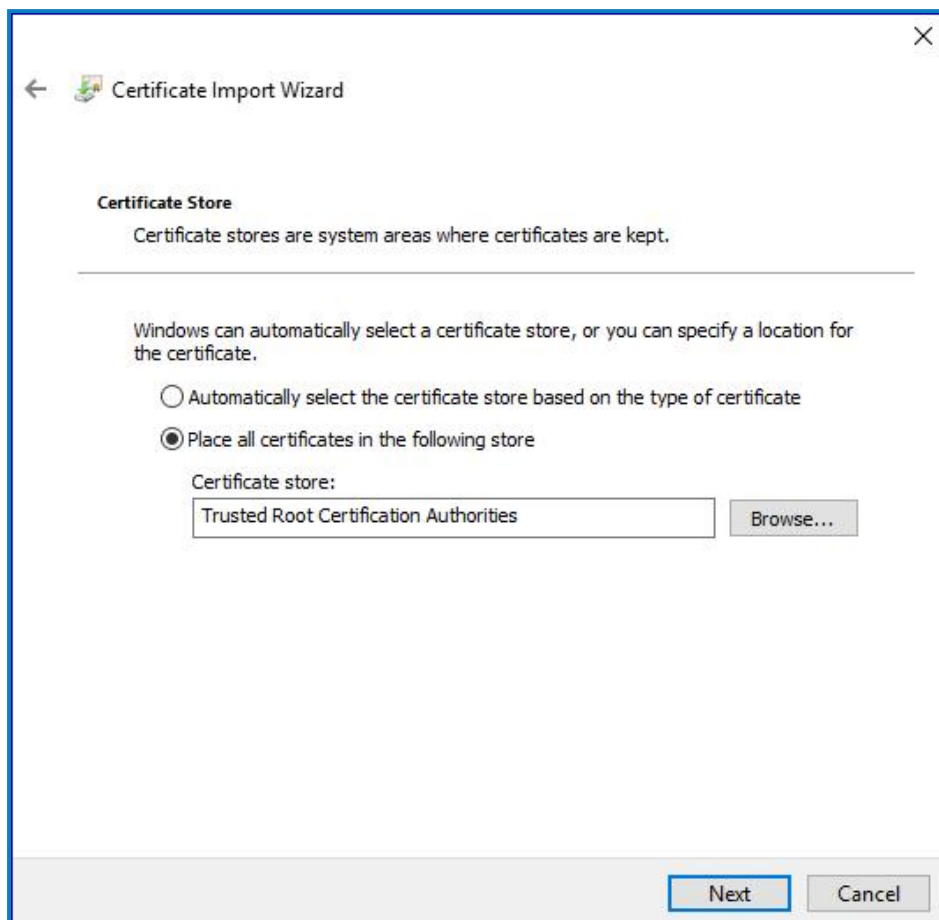 Certificate Import Wizard
Certificate Store
Certificate stores are system areas where certificates are kept.
Windows can automatically select a certificate store, or you can specify a location for
the certificate.
Automatically select the certificate store based on the type of certificate
Place all certificates in the following store
Certificate store:
Trusted Root Certification Authorities
Browse...
Next
Cancel